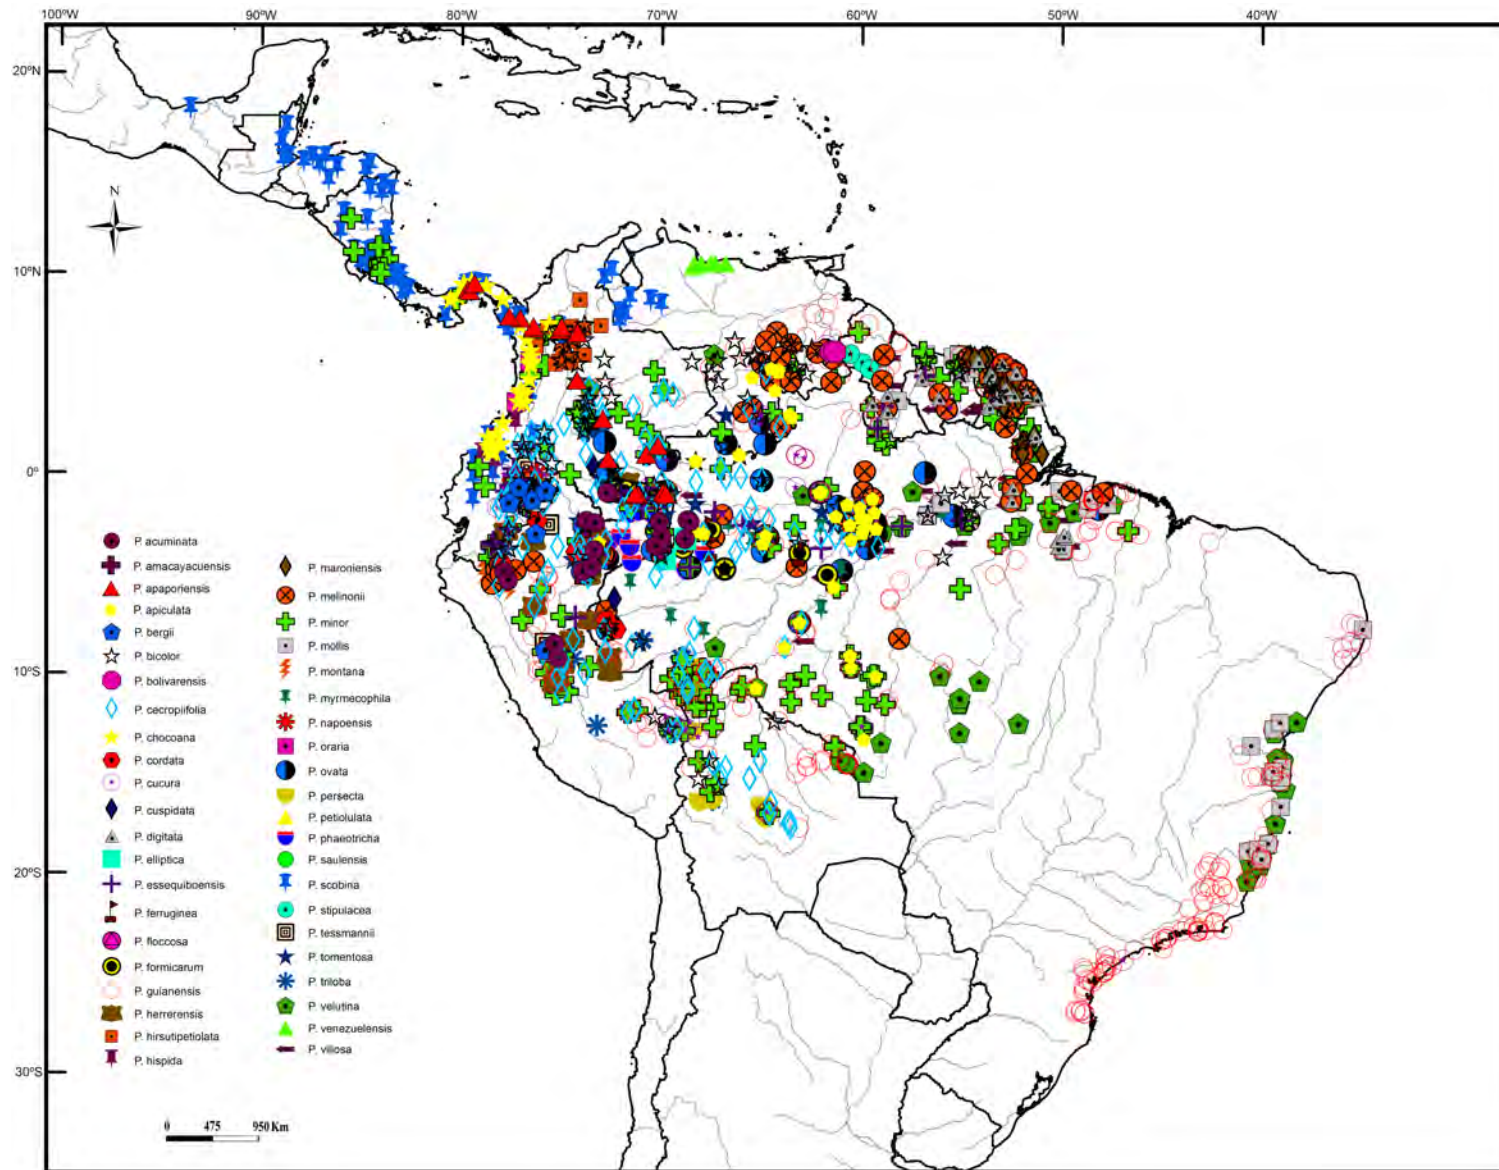 100°W 90°W 80°W 70°W 60°W 50°W 40°W
20°N
10°N
0°
10°S
20°S
30°S
N
P. acuminata
P. amacayacuensis
P. apaporiensis
P. apiculata
P. bergii
P. bicolor
P. bolivarensis
P. cecropiifolia
P. chocoana
P. cordata
P. cucura
P. cuspidata
P. digitata
P. elliptica
P. essequiboensis
P. ferruginea
P. floccosa
P. formicarum
P. guianensis
P. herrerensis
P. hirsutipetiolata
P. hispida
P. maroniensis
P. melinonii
P. minor
P. mollis
P. montana
P. myrmecophila
P. napoensis
P. oraria
P. ovata
P. persecta
P. petiolulata
P. phaeotricha
P. saulensis
P. scobina
P. stipulacea
P. tessmannii
P. tomentosa
P. triloba
P. velutina
P. venezuelensis
P. villosa
0 475 950 Km